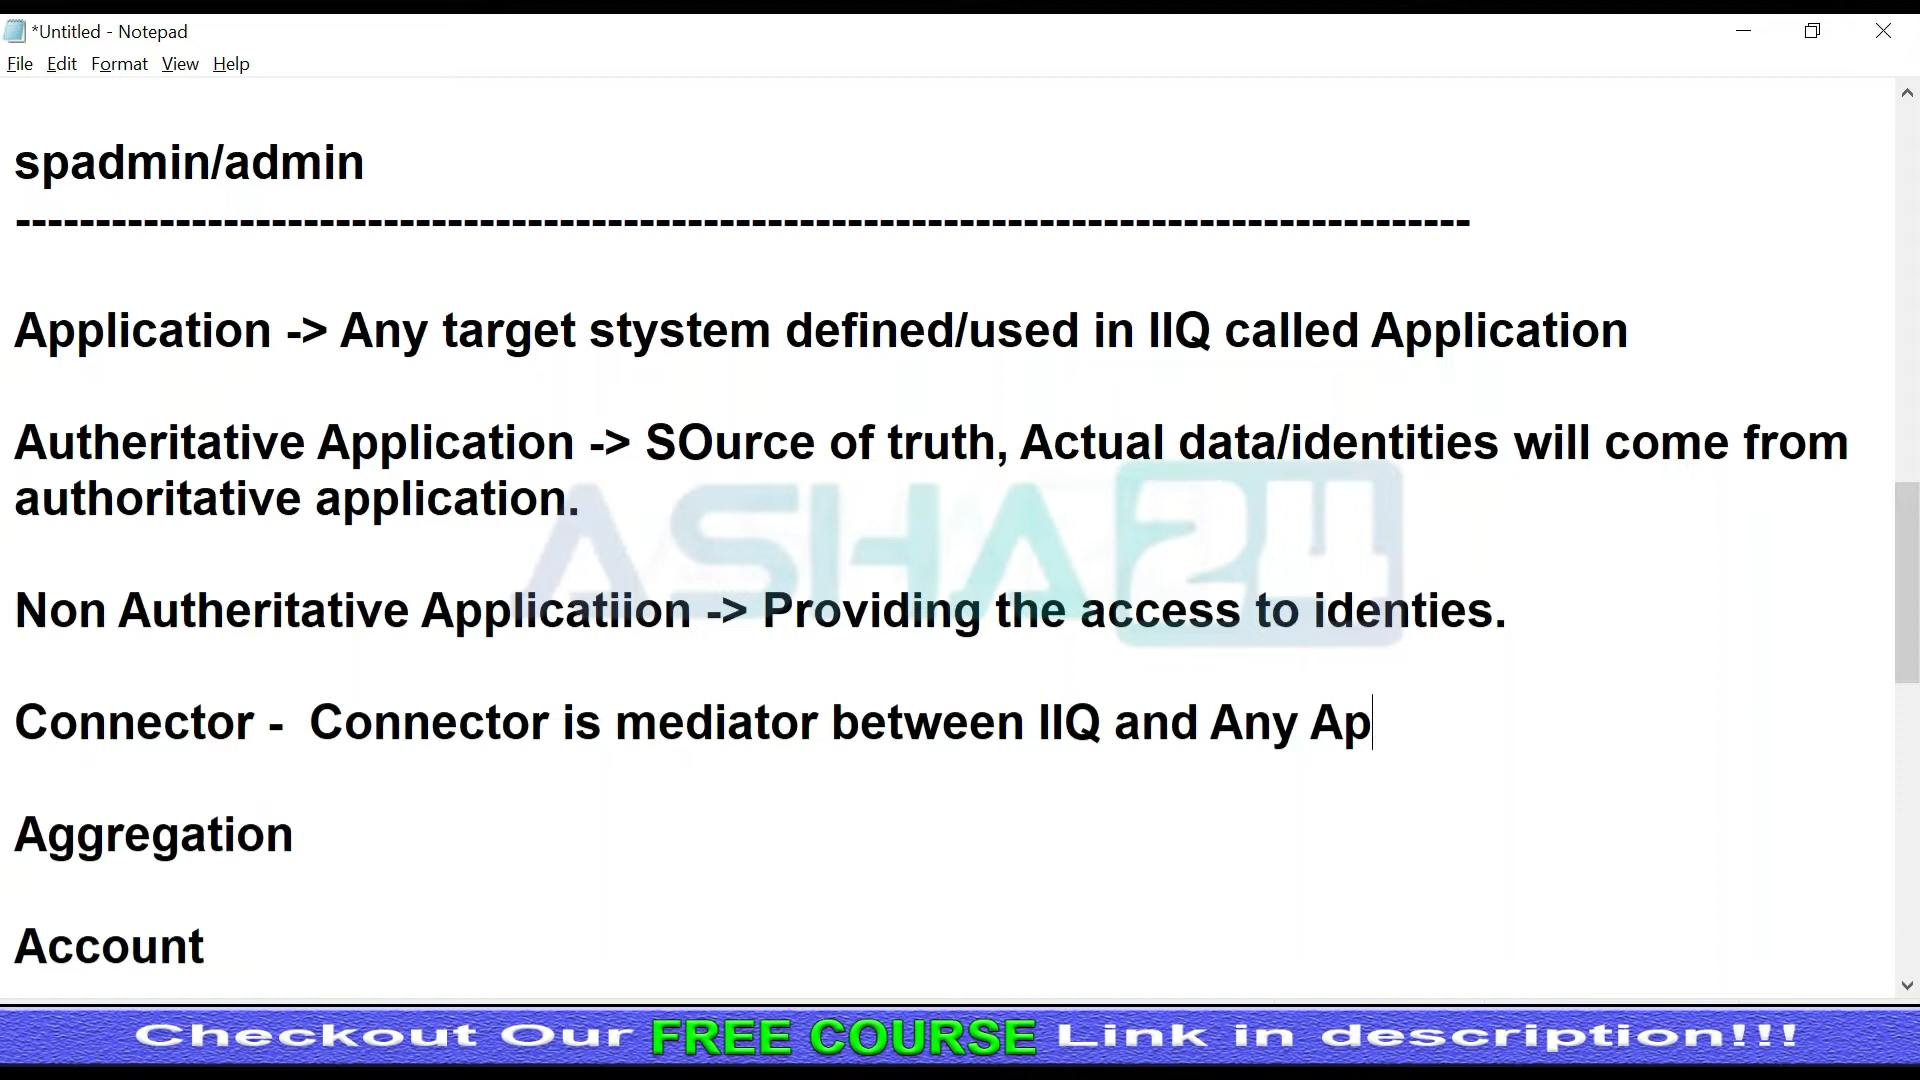 *Untitled - Notepad
File Edit Format View Help
spadmin/admin
-------------------------------------------------------------------------------------------
Application -> Any target stystem defined/used in IIQ called Application
Autheritative Application -> SOurce of truth, Actual data/identities will come from
authoritative application.
ASHA24
Non Autheritative Applicatiion -> Providing the access to identies.
Connector -  Connector is mediator between IIQ and Any Ap
Aggregation
Account
Checkout Our FREE COURSE Link in description!!!